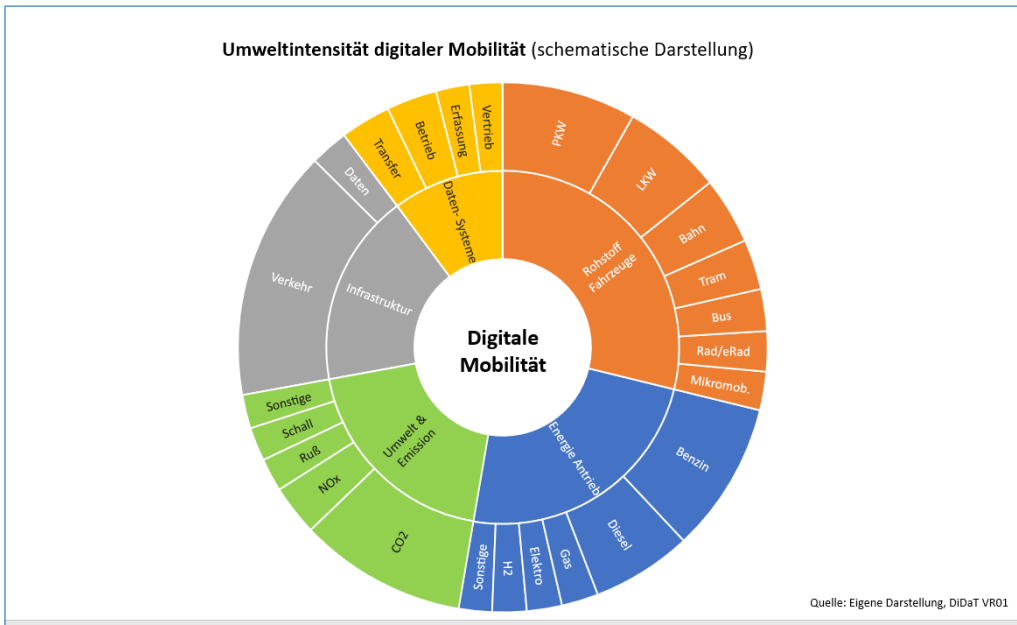 Umweltintensität digitaler Mobilität (schematische Darstellung)
Digitale
Mobilität
Rohstoff
Fahrzeuge
PKW
LKW
Bahn
Tram
Bus
Rad/eRad
Mikromob.
Energie Antrieb
Benzin
Diesel
Gas
Elektro
H2
Sonstige
Umwelt &
Emission
CO2
NOx
Ruß
Schall
Sonstige
Infrastruktur
Verkehr
Daten
Daten- Systeme
Transfer
Betrieb
Erfassung
Vertrieb
Quelle: Eigene Darstellung, DiDaT VR01